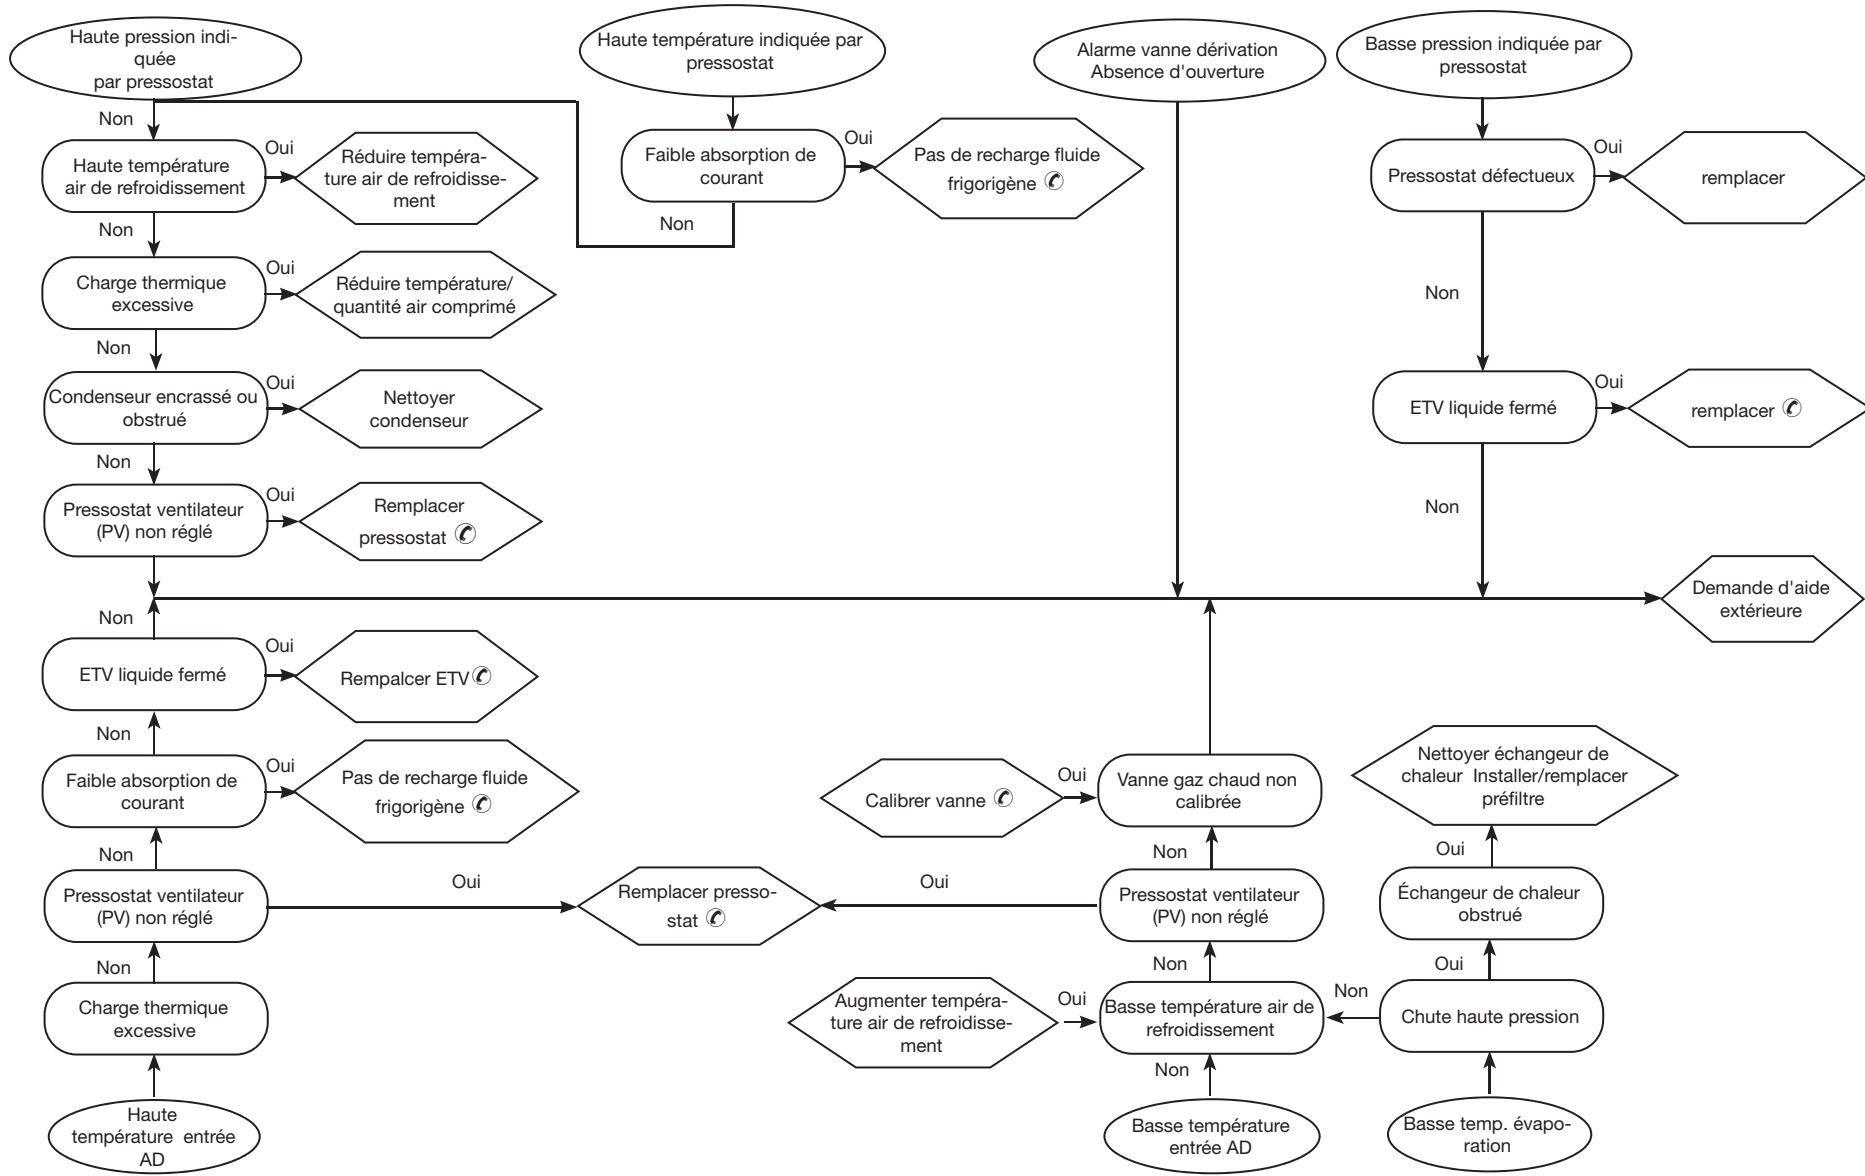 Haute pression indi-
quée
par pressostat
Haute température indiquée par
pressostat
Alarme vanne dérivation
Absence d'ouverture
Basse pression indiquée par
pressostat
Non
Haute température
air de refroidissement
Oui
Réduire tempéra-
ture air de refroidisse-
ment
Faible absorption de
courant
Oui
Pas de recharge fluide
frigorigène ✆
Non
Pressostat défectueux
Oui
remplacer
Non
Charge thermique
excessive
Oui
Réduire température/
quantité air comprimé
Non
Non
Condenseur encrassé ou
obstrué
Oui
Nettoyer
condenseur
ETV liquide fermé
Oui
remplacer ✆
Non
Pressostat ventilateur
(PV) non réglé
Oui
Remplacer
pressostat ✆
Non
Demande d'aide
extérieure
Non
ETV liquide fermé
Oui
Rempalcer ETV ✆
Non
Faible absorption de
courant
Oui
Pas de recharge fluide
frigorigène ✆
Calibrer vanne ✆
Oui
Vanne gaz chaud non
calibrée
Nettoyer échangeur de
chaleur Installer/remplacer
préfiltre
Non
Non
Oui
Pressostat ventilateur
(PV) non réglé
Oui
Remplacer presso-
stat ✆
Oui
Pressostat ventilateur
(PV) non réglé
Échangeur de chaleur
obstrué
Non
Non
Oui
Charge thermique
excessive
Augmenter tempéra-
ture air de refroidisse-
ment
Oui
Basse température air de
refroidissement
Non
Chute haute pression
Non
Haute
température entrée
AD
Basse température
entrée AD
Basse temp. évapo-
ration